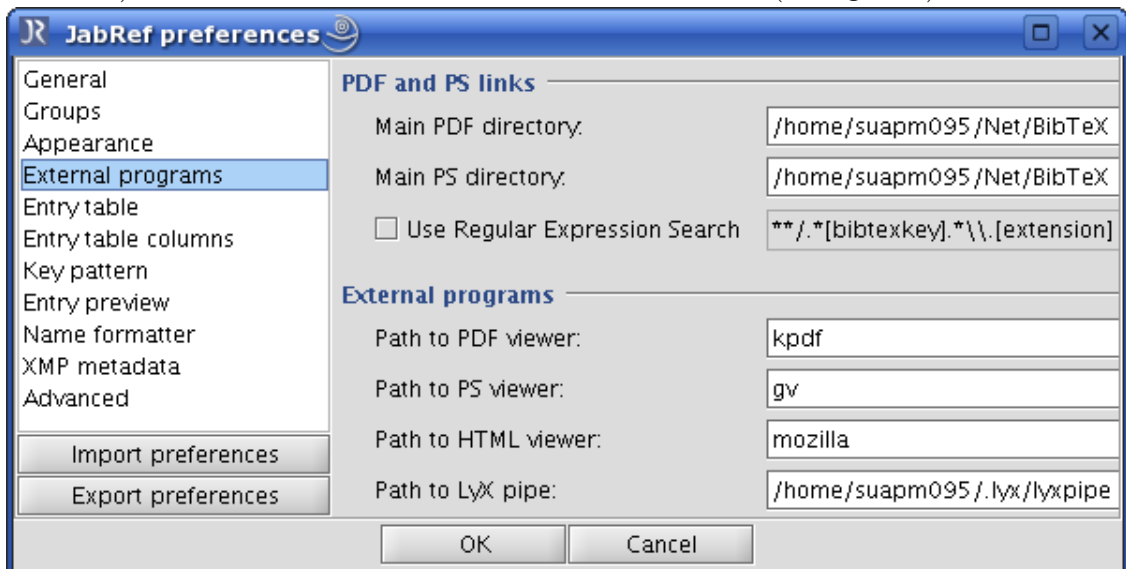 JabRef preferences
General
Groups
Appearance
External programs
Entry table
Entry table columns
Key pattern
Entry preview
Name formatter
XMP metadata
Advanced
Import preferences
Export preferences
PDF and PS links
Main PDF directory: /home/suapm095/Net/BibTeX
Main PS directory: /home/suapm095/Net/BibTeX
Use Regular Expression Search **/.*[bibtexkey].*\\.[extension]
External programs
Path to PDF viewer: kpdf
Path to PS viewer: gv
Path to HTML viewer: mozilla
Path to LyX pipe: /home/suapm095/.lyx/lyxpipe
OK Cancel